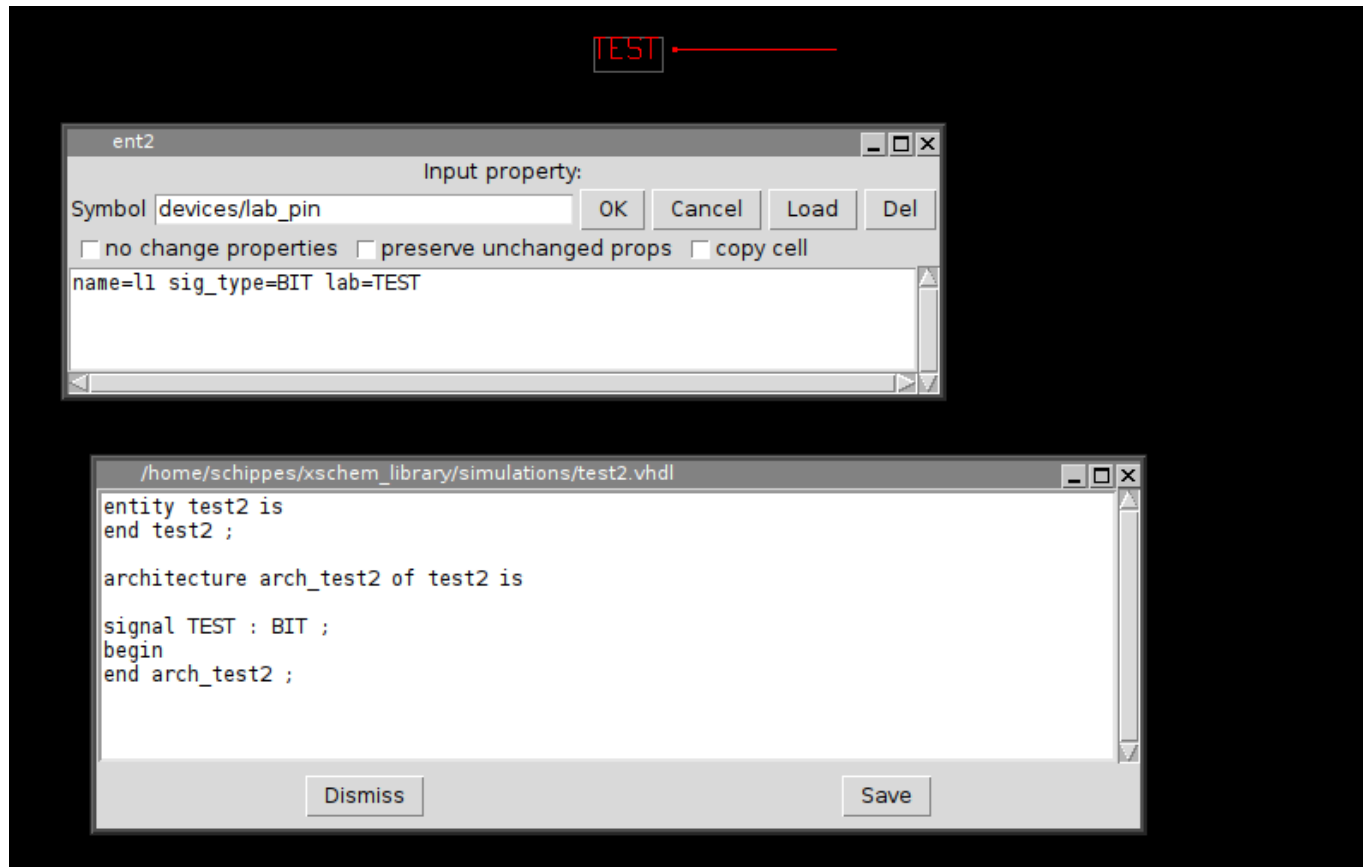 TEST
ent2
Input property:
Symbol devices/lab_pin OK Cancel Load Del
no change properties preserve unchanged props copy cell
name=l1 sig_type=BIT lab=TEST
/home/schippes/xschem_library/simulations/test2.vhdl
entity test2 is
end test2 ;
architecture arch_test2 of test2 is
signal TEST : BIT ;
begin
end arch_test2 ;
Dismiss Save